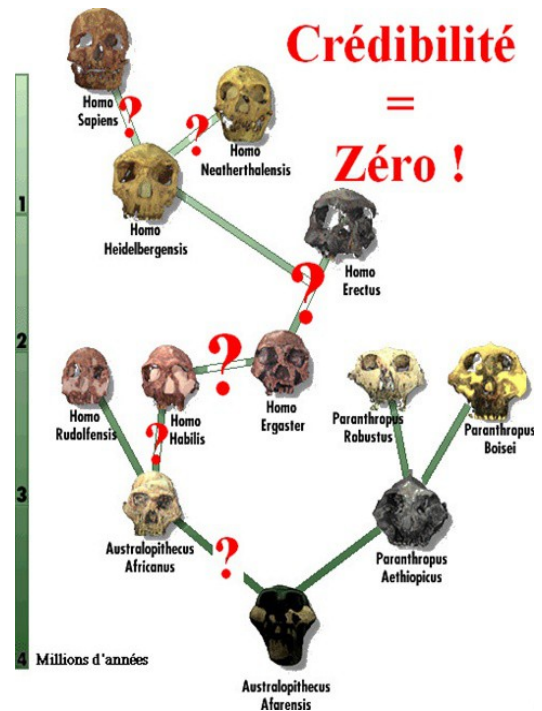 Crédibilité
=
Zéro !
Homo
Sapiens
?
?
Homo
Neatherthalensis
1
Homo
Heidelbergensis
Homo
Erectus
?
2
?
Homo
Rudolfensis
Homo
Habilis
Homo
Ergaster
Paranthropus
Robustus
Paranthropus
Boisei
?
3
Australopithecus
Africanus
?
Paranthropus
Aethiopicus
4 Millions d'années
Australopithecus
Afarensis